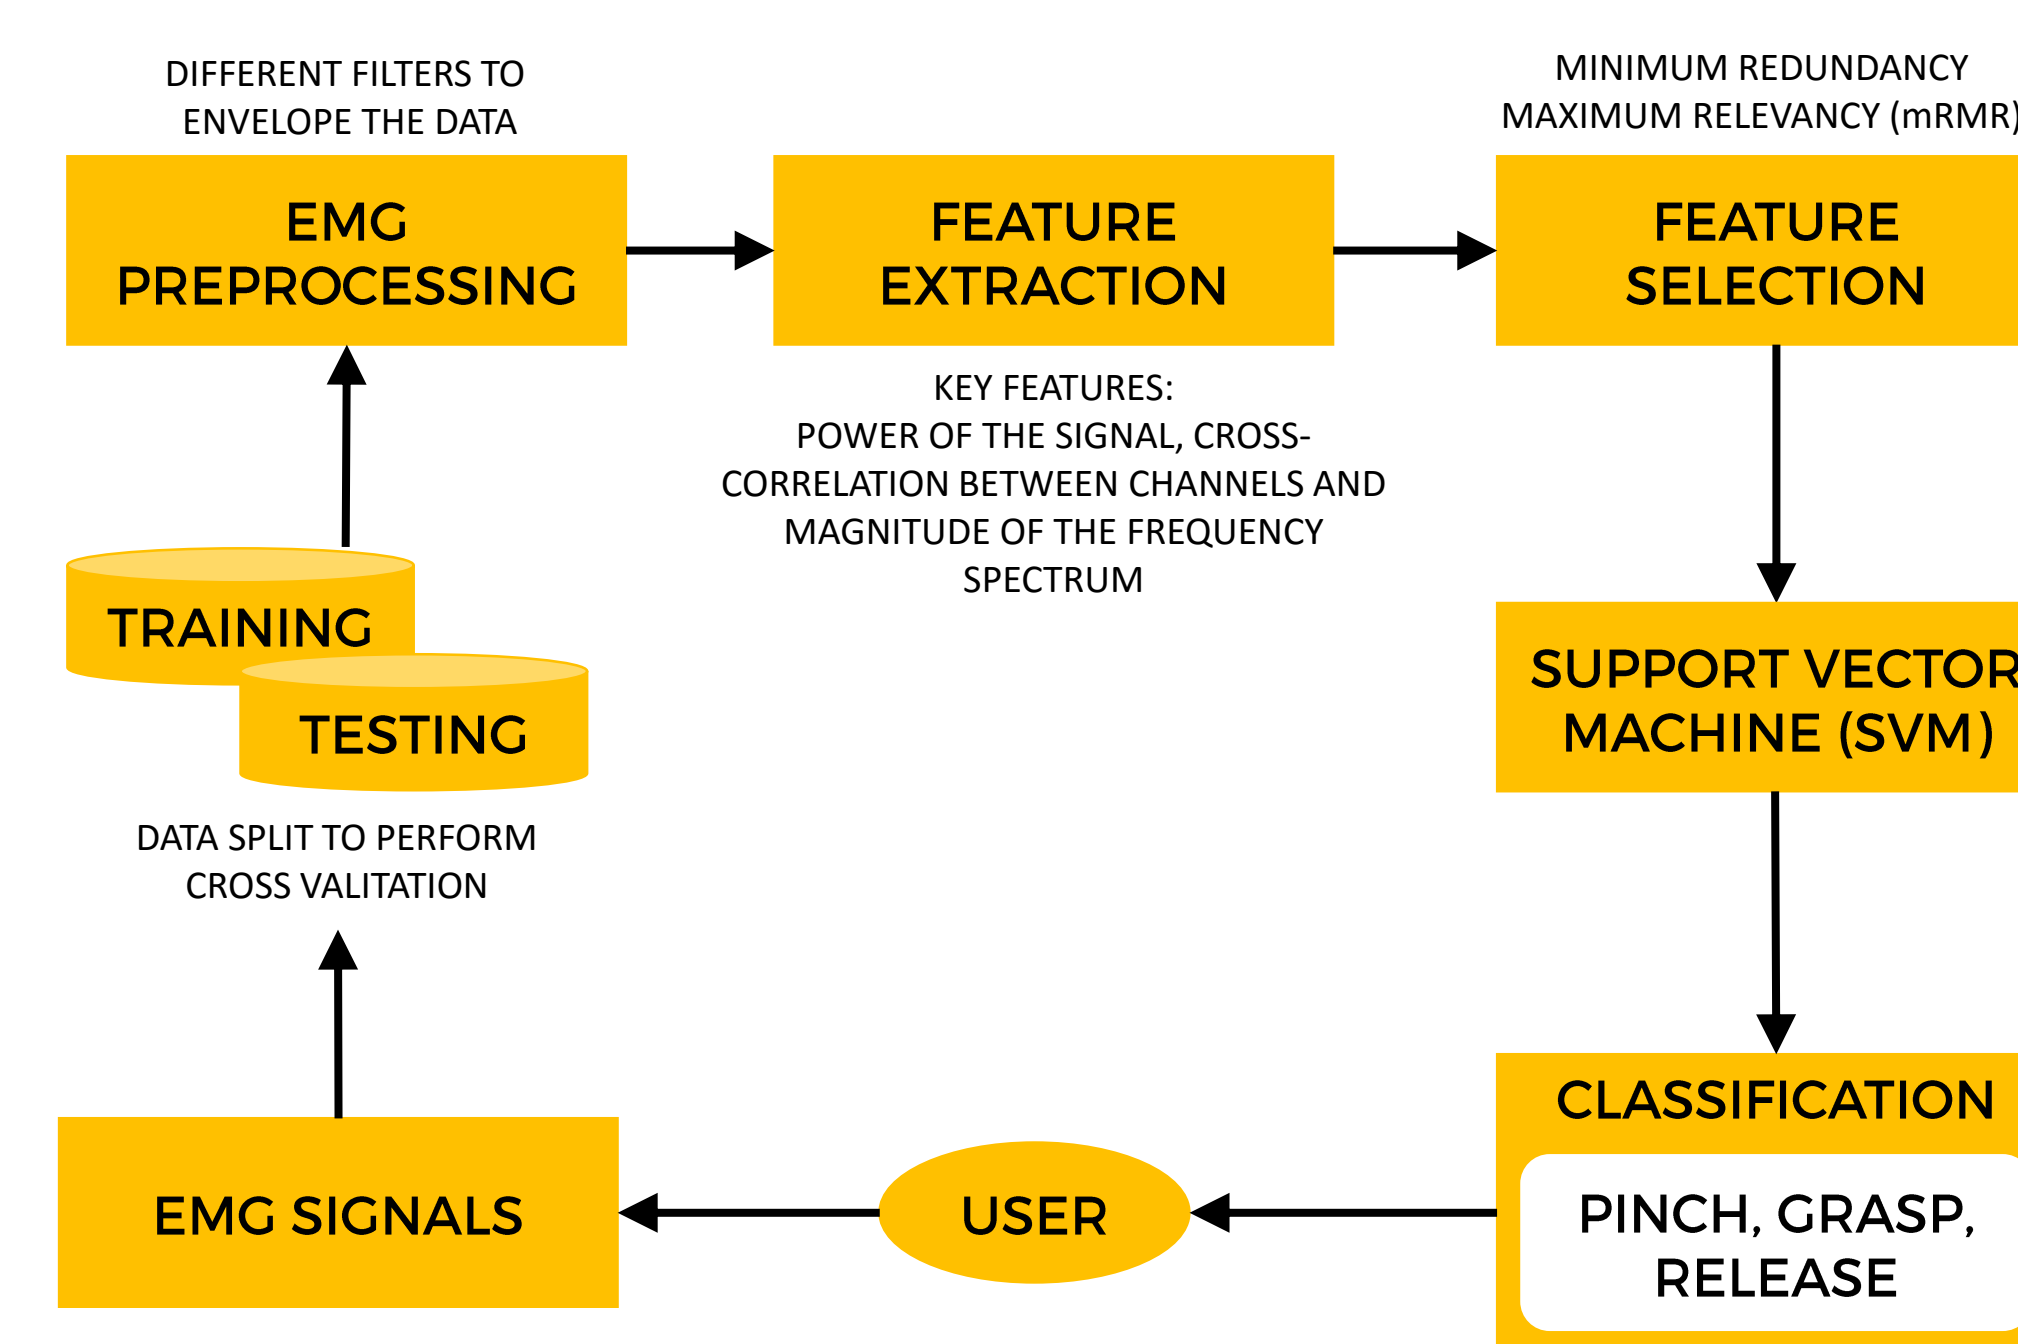 DIFFERENT FILTERS TO
ENVELOPE THE DATA
EMG
PREPROCESSING
FEATURE
EXTRACTION
KEY FEATURES:
POWER OF THE SIGNAL, CROSS-
CORRELATION BETWEEN CHANNELS AND
MAGNITUDE OF THE FREQUENCY
SPECTRUM
MINIMUM REDUNDANCY
MAXIMUM RELEVANCY (mRMR)
FEATURE
SELECTION
SUPPORT VECTOR
MACHINE (SVM)
CLASSIFICATION
PINCH, GRASP,
RELEASE
USER
EMG SIGNALS
DATA SPLIT TO PERFORM
CROSS VALITATION
TRAINING
TESTING